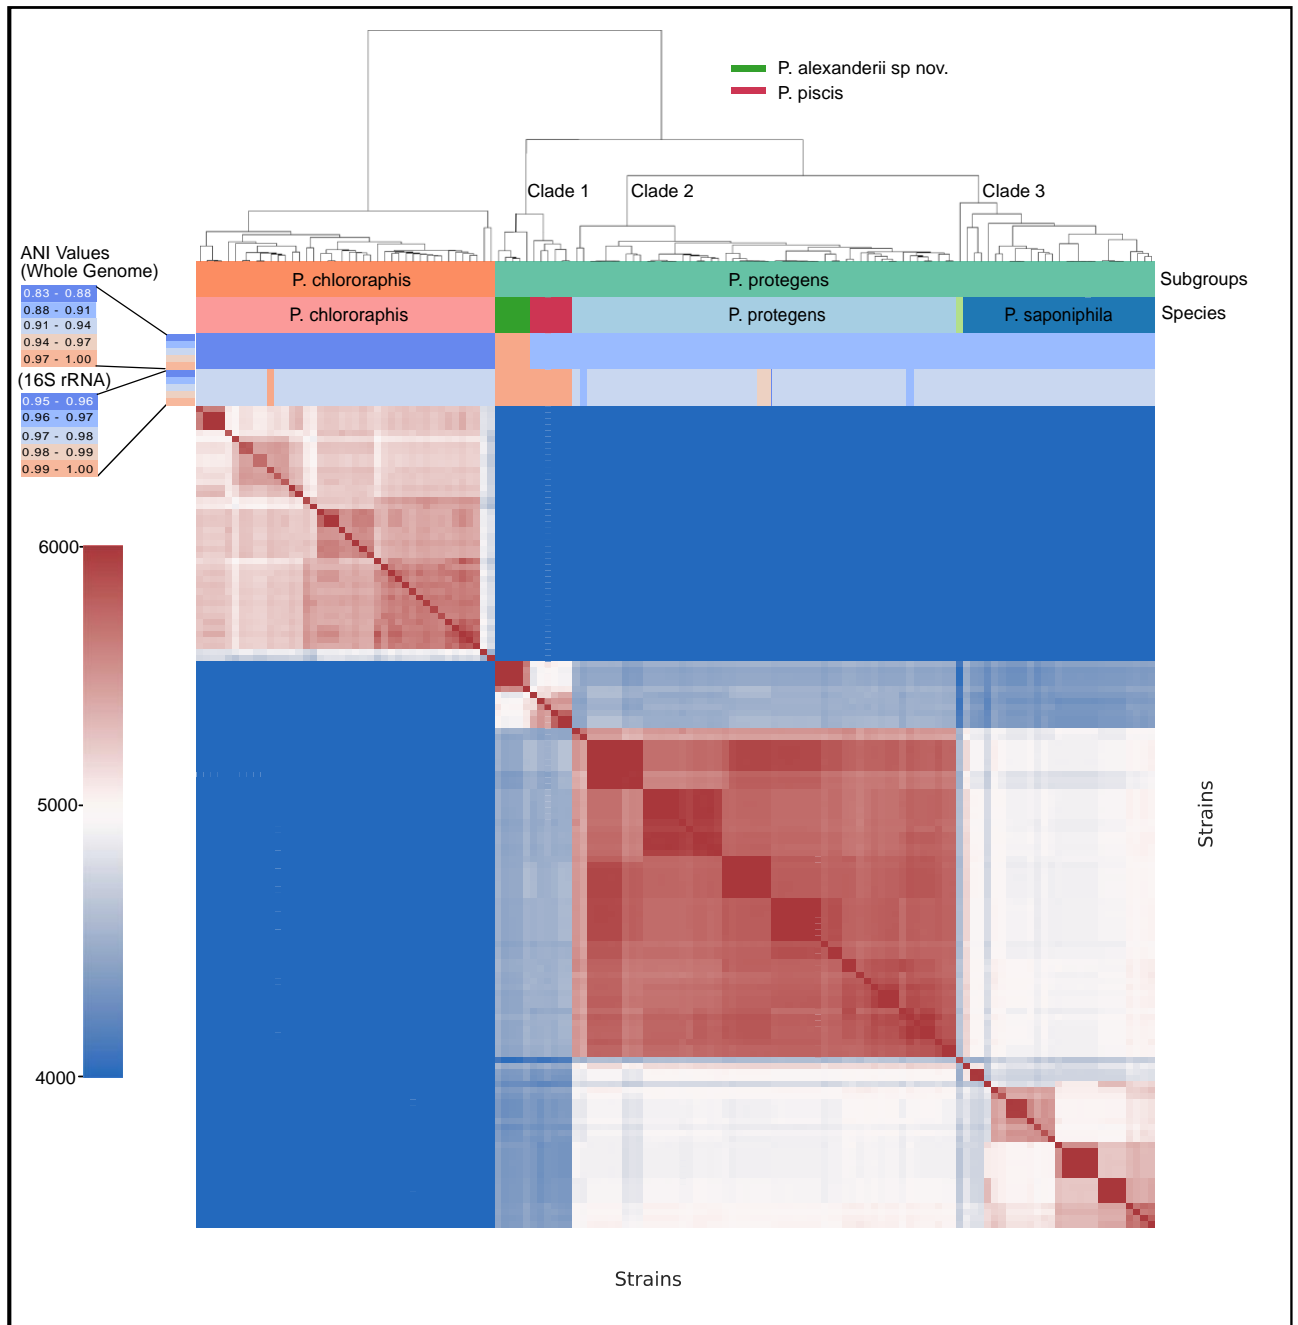 P. alexanderii sp nov.
P. piscis
Clade 1
Clade 2
Clade 3
ANI Values
(Whole Genome)
0.83 - 0.88
0.88 - 0.91
0.91 - 0.94
0.94 - 0.97
0.97 - 1.00
(16S rRNA)
0.95 - 0.96
0.96 - 0.97
0.97 - 0.98
0.98 - 0.99
0.99 - 1.00
P. chlororaphis
P. protegens
Subgroups
P. chlororaphis
P. protegens
P. saponiphila
Species
6000
5000
4000
Strains
Strains